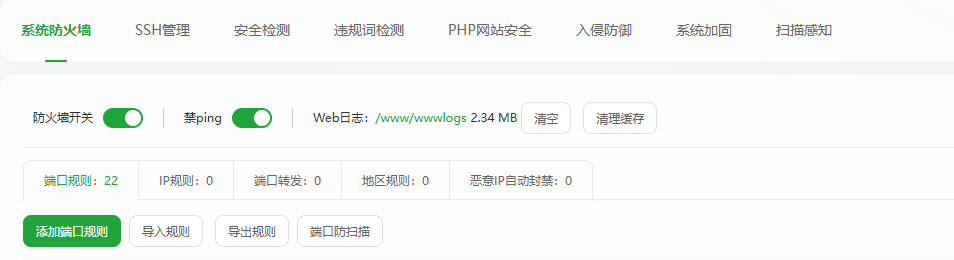 系统防火墙 SSH管理 安全检测 违规词检测 PHP网站安全 入侵防御 系统加固 扫描感知
防火墙开关 禁ping Web日志：/www/wwwlogs 2.34 MB 清空 清理缓存
端口规则：22 IP规则：0 端口转发：0 地区规则：0 恶意IP自动封禁：0
添加端口规则 导入规则 导出规则 端口防扫描